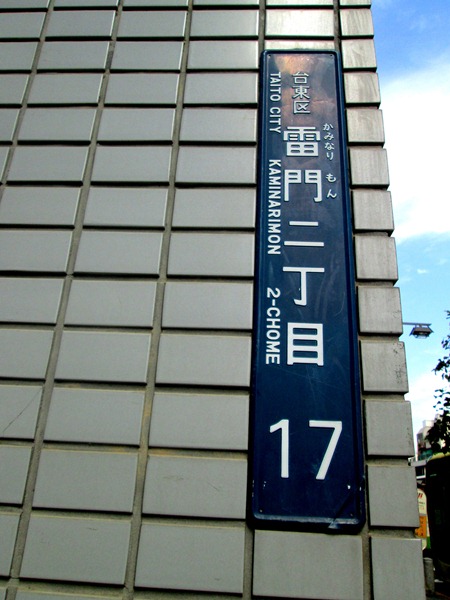 台東区
TAITO CITY
かみなり もん
雷門二丁目
KAMINARIMON 2-CHOME
17